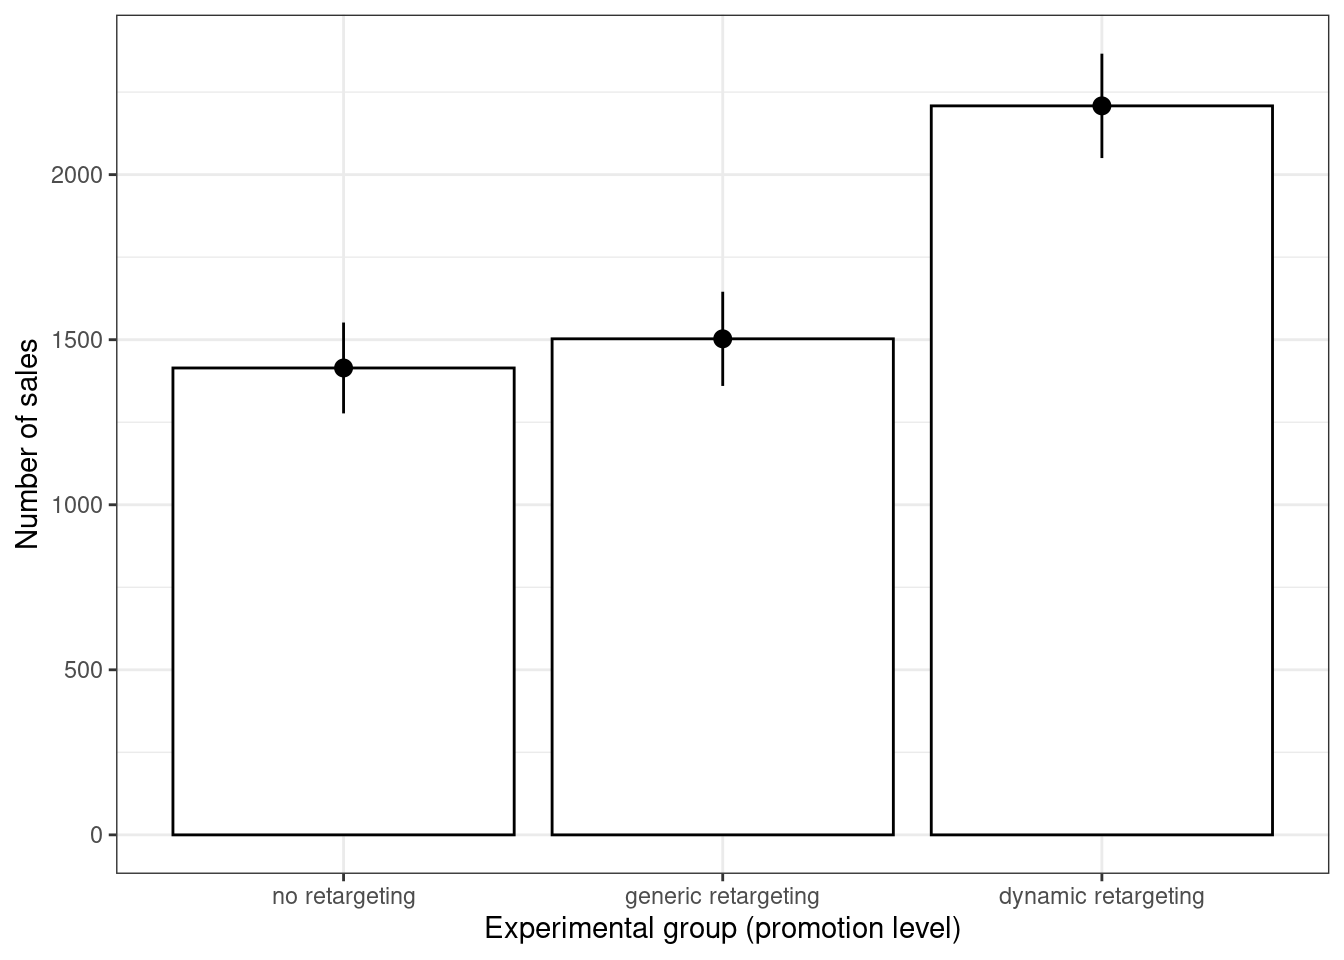 Number of sales
2000
1500
1000
500
0
no retargeting
generic retargeting
dynamic retargeting
Experimental group (promotion level)